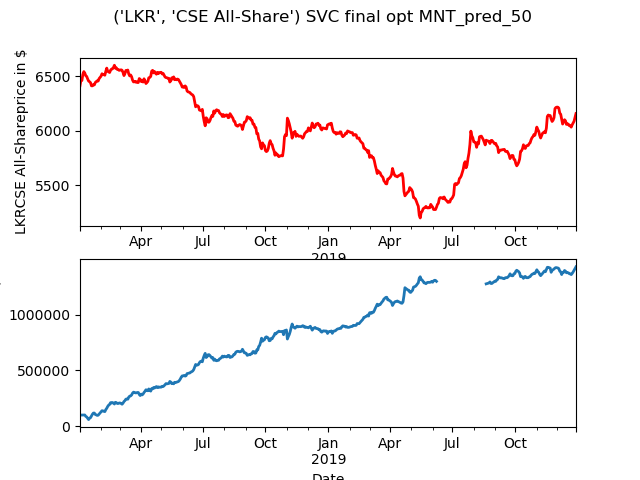 ('LKR', 'CSE All-Share') SVC final opt MNT_pred_50
LKRCSE All-Shareprice in $
6500
6000
5500
Apr Jul Oct Jan Apr Jul Oct
2019
1000000
500000
0
Apr Jul Oct Jan Apr Jul Oct
2019
Date